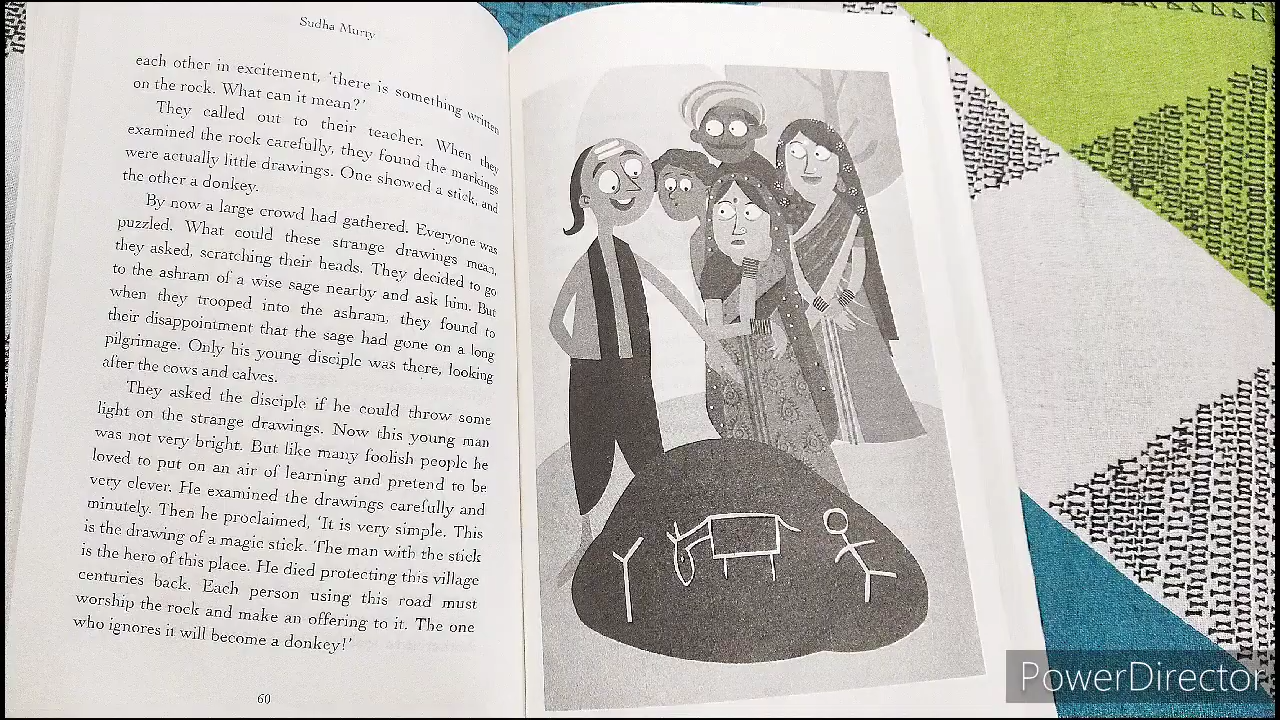 Sudha Murty
each other in excitement, 'there is something written
on the rock. What can it mean?'
They called out to their teacher. When they
examined the rock carefully, they found the markings
were actually little drawings. One showed a stick, and
the other a donkey.
By now a large crowd had gathered. Everyone was
puzzled. What could these strange drawings mean,
they asked, scratching their heads. They decided to go
to the ashram of a wise sage nearby and ask him. But
when they trooped into the ashram, they found to
their disappointment that the sage had gone on a long
pilgrimage. Only his young disciple was there, looking
after the cows and calves.
They asked the disciple if he could throw some
light on the strange drawings. Now this young man
was not very bright. But like many foolish people he
loved to put on an air of learning and pretend to be
very clever. He examined the drawings carefully and
minutely. Then he proclaimed, 'It is very simple. This
is the drawing of a magic stick. The man with the stick
is the hero of this place. He died protecting this village
centuries back. Each person using this road must
worship the rock and make an offering to it. The one
who ignores it will become a donkey!'
60
PowerDirector